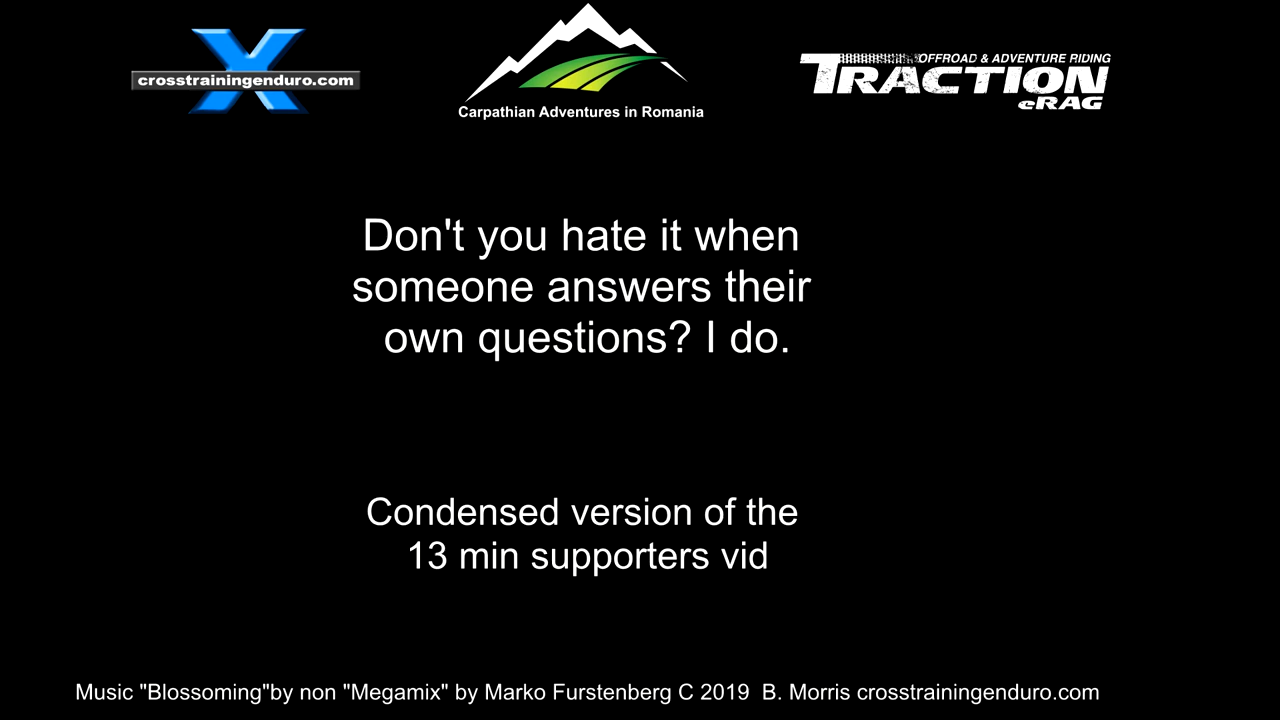 crosstrainingenduro.com
Carpathian Adventures in Romania
OFFROAD & ADVENTURE RIDING
TRACTION
eRAG
Don't you hate it when
someone answers their
own questions? I do.
Condensed version of the
13 min supporters vid
Music "Blossoming"by non "Megamix" by Marko Furstenberg C 2019  B. Morris crosstrainingenduro.com